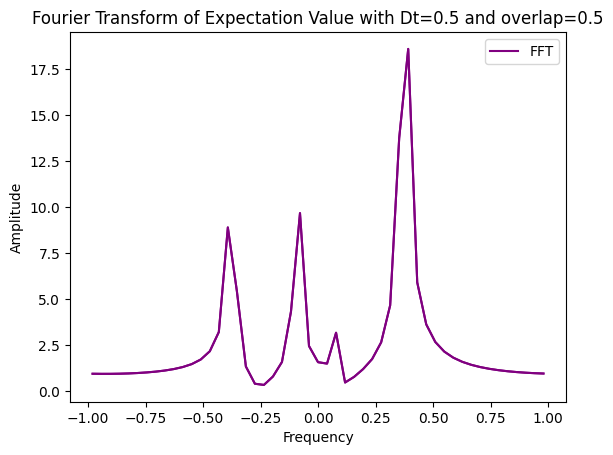 Fourier Transform of Expectation Value with Dt=0.5 and overlap=0.5
FFT
17.5
15.0
12.5
10.0
7.5
5.0
2.5
0.0
Amplitude
−1.00 −0.75 −0.50 −0.25 0.00 0.25 0.50 0.75 1.00
Frequency